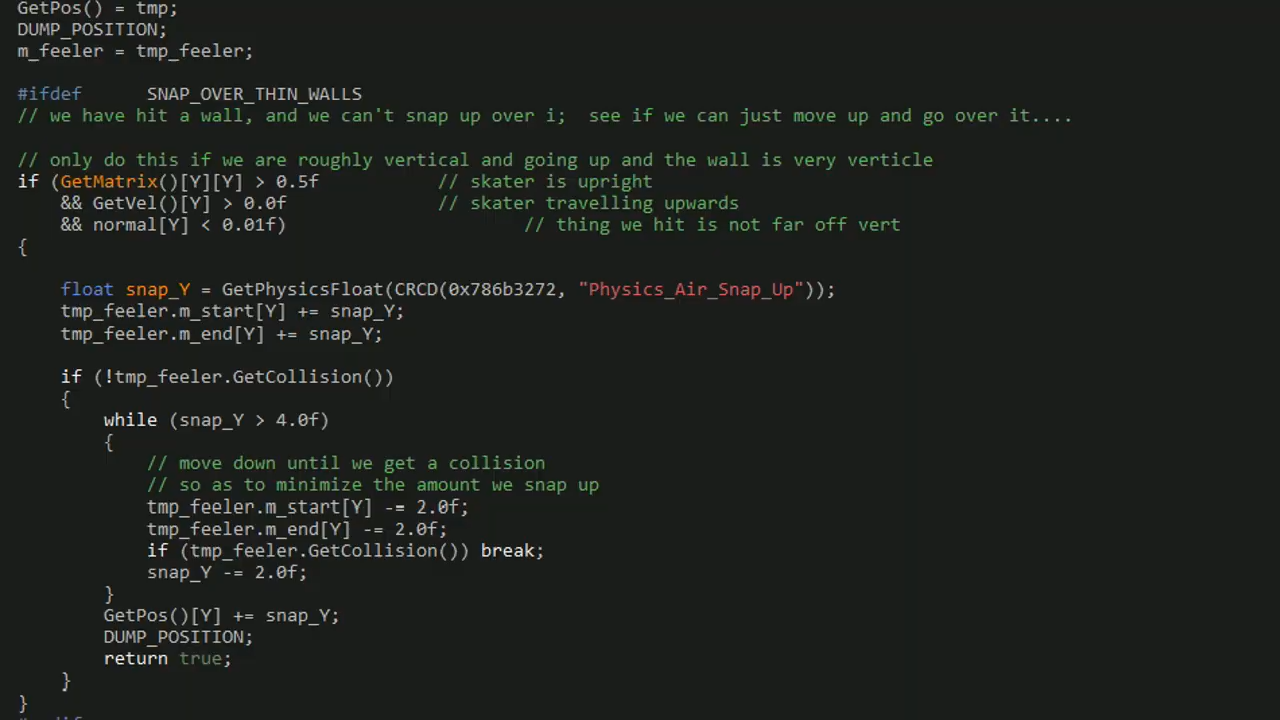 GetPos() = tmp;
DUMP_POSITION;
m_feeler = tmp_feeler;
#ifdef SNAP_OVER_THIN_WALLS
// we have hit a wall, and we can't snap up over i; see if we can just move up and go over it....
// only do this if we are roughly vertical and going up and the wall is very verticle
if (GetMatrix()[Y][Y] > 0.5f // skater is upright
&& GetVel()[Y] > 0.0f // skater travelling upwards
&& normal[Y] < 0.01f) // thing we hit is not far off vert
{
float snap_Y = GetPhysicsFloat(CRCD(0x786b3272, "Physics_Air_Snap_Up"));
tmp_feeler.m_start[Y] += snap_Y;
tmp_feeler.m_end[Y] += snap_Y;
if (!tmp_feeler.GetCollision())
{
while (snap_Y > 4.0f)
{
// move down until we get a collision
// so as to minimize the amount we snap up
tmp_feeler.m_start[Y] -= 2.0f;
tmp_feeler.m_end[Y] -= 2.0f;
if (tmp_feeler.GetCollision()) break;
snap_Y -= 2.0f;
}
GetPos()[Y] += snap_Y;
DUMP_POSITION;
return true;
}
}